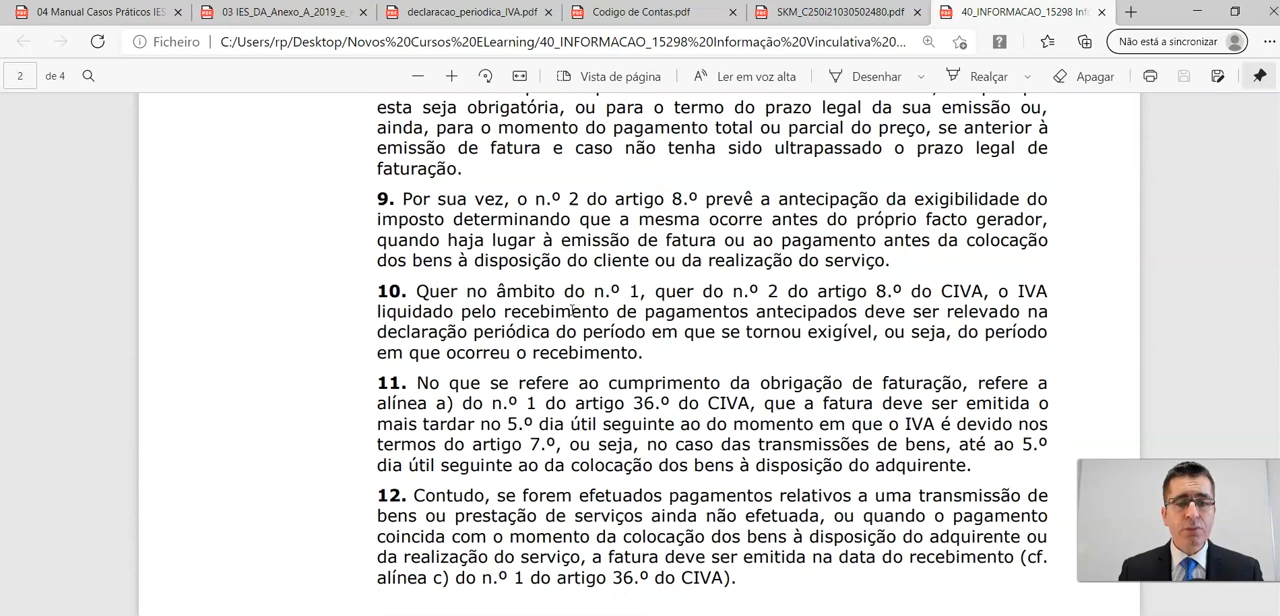 04 Manual Casos Práticos IES
03 IES_DA_Anexo_A_2019_e_
declaracao_periodica_IVA.pdf
Codigo de Contas.pdf
SKM_C250i21030502480.pdf
40_INFORMACAO_15298 Inf
Ficheiro
C:/Users/rp/Desktop/Novos%20Cursos%20ELearning/40_INFORMACAO_15298%20Informação%20Vinculativa%20...
Não está a sincronizar
2 de 4
Vista de página
Ler em voz alta
Desenhar
Realçar
Apagar
esta seja obrigatória, ou para o termo do prazo legal da sua emissão ou,
ainda, para o momento do pagamento total ou parcial do preço, se anterior à
emissão de fatura e caso não tenha sido ultrapassado o prazo legal de
faturação.
9. Por sua vez, o n.º 2 do artigo 8.º prevê a antecipação da exigibilidade do
imposto determinando que a mesma ocorre antes do próprio facto gerador,
quando haja lugar à emissão de fatura ou ao pagamento antes da colocação
dos bens à disposição do cliente ou da realização do serviço.
10. Quer no âmbito do n.º 1, quer do n.º 2 do artigo 8.º do CIVA, o IVA
liquidado pelo recebimento de pagamentos antecipados deve ser relevado na
declaração periódica do período em que se tornou exigível, ou seja, do período
em que ocorreu o recebimento.
11. No que se refere ao cumprimento da obrigação de faturação, refere a
alínea a) do n.º 1 do artigo 36.º do CIVA, que a fatura deve ser emitida o
mais tardar no 5.º dia útil seguinte ao do momento em que o IVA é devido nos
termos do artigo 7.º, ou seja, no caso das transmissões de bens, até ao 5.º
dia útil seguinte ao da colocação dos bens à disposição do adquirente.
12. Contudo, se forem efetuados pagamentos relativos a uma transmissão de
bens ou prestação de serviços ainda não efetuada, ou quando o pagamento
coincida com o momento da colocação dos bens à disposição do adquirente ou
da realização do serviço, a fatura deve ser emitida na data do recebimento (cf.
alínea c) do n.º 1 do artigo 36.º do CIVA).